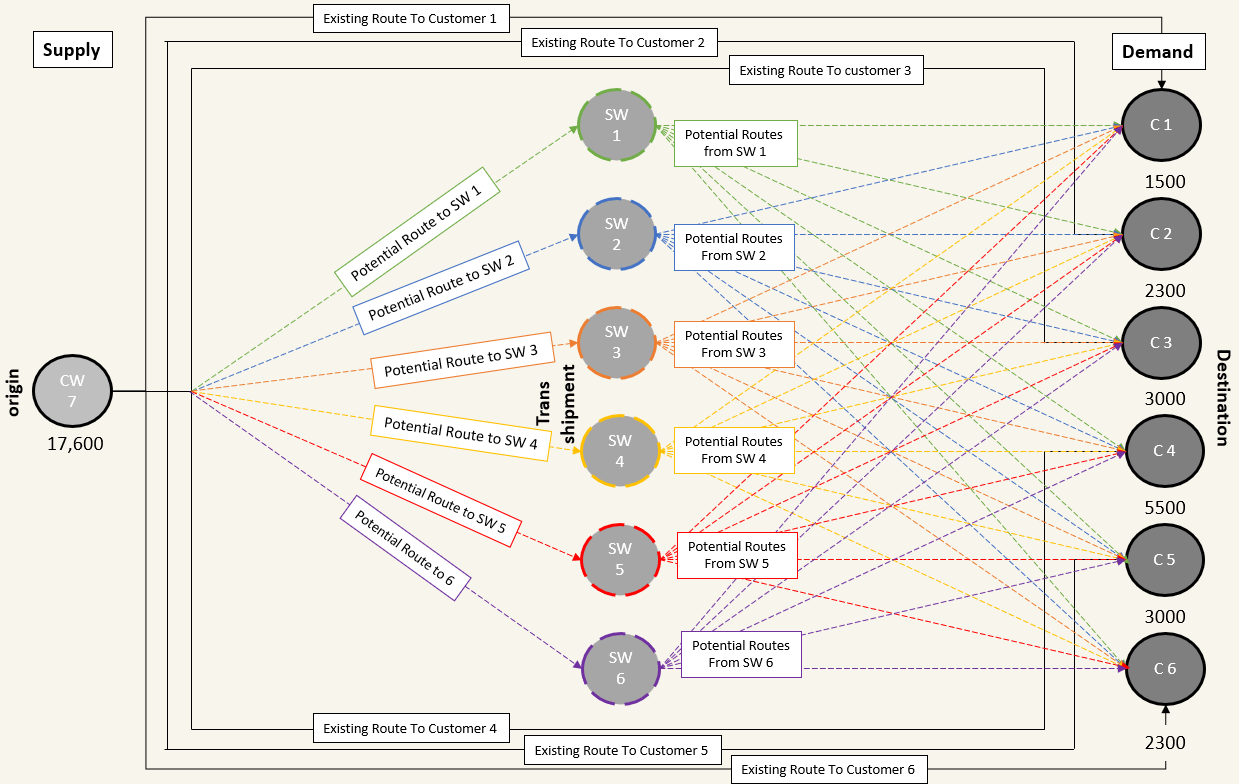 Existing Route To Customer 1
Supply
Existing Route To Customer 2
Demand
Existing Route To customer 3
SW
1
Potential Routes
from SW 1
C 1
1500
Potential Route to SW 1
SW
2
Potential Routes
From SW 2
C 2
2300
Potential Route to SW 2
SW
3
Potential Routes
From SW 3
C 3
3000
Potential Route to SW 3
origin
CW
7
17,600
Trans
shipment
Destination
Potential Route to SW 4
SW
4
Potential Routes
From SW 4
C 4
5500
Potential Route to SW 5
SW
5
Potential Routes
From SW 5
C 5
3000
Potential Route to 6
SW
6
Potential Routes
From SW 6
C 6
2300
Existing Route To Customer 4
Existing Route To Customer 5
Existing Route To Customer 6